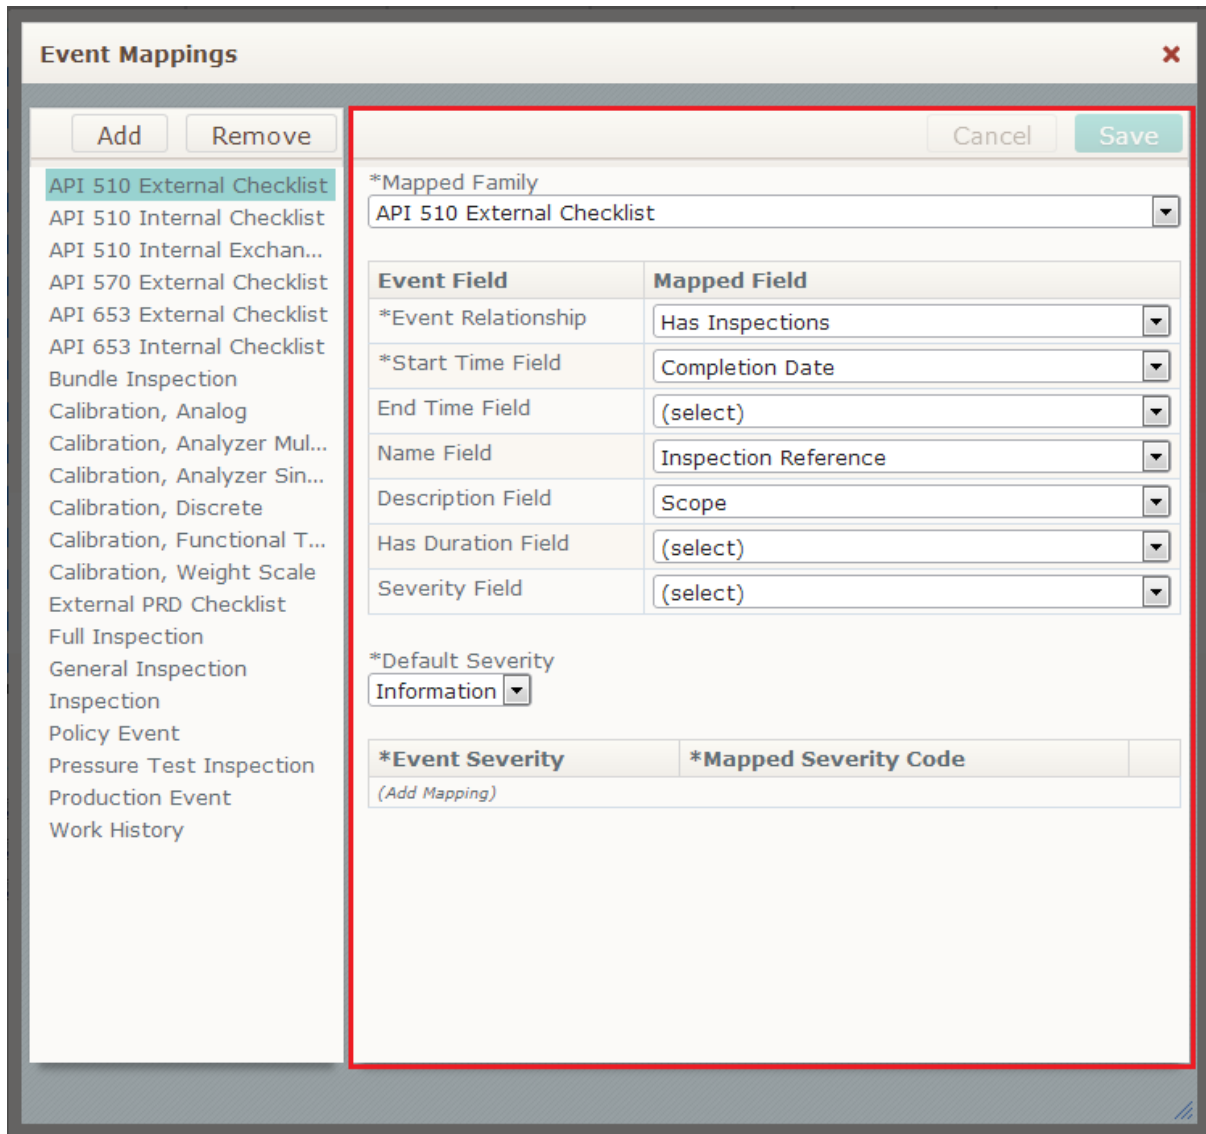 Event Mappings
Add Remove
API 510 External Checklist
API 510 Internal Checklist
API 510 Internal Exchan...
API 570 External Checklist
API 653 External Checklist
API 653 Internal Checklist
Bundle Inspection
Calibration, Analog
Calibration, Analyzer Mul...
Calibration, Analyzer Sin...
Calibration, Discrete
Calibration, Functional T...
Calibration, Weight Scale
External PRD Checklist
Full Inspection
General Inspection
Inspection
Policy Event
Pressure Test Inspection
Production Event
Work History
Cancel Save
*Mapped Family
API 510 External Checklist
Event Field Mapped Field
*Event Relationship Has Inspections
*Start Time Field Completion Date
End Time Field (select)
Name Field Inspection Reference
Description Field Scope
Has Duration Field (select)
Severity Field (select)
*Default Severity
Information
*Event Severity *Mapped Severity Code
(Add Mapping)